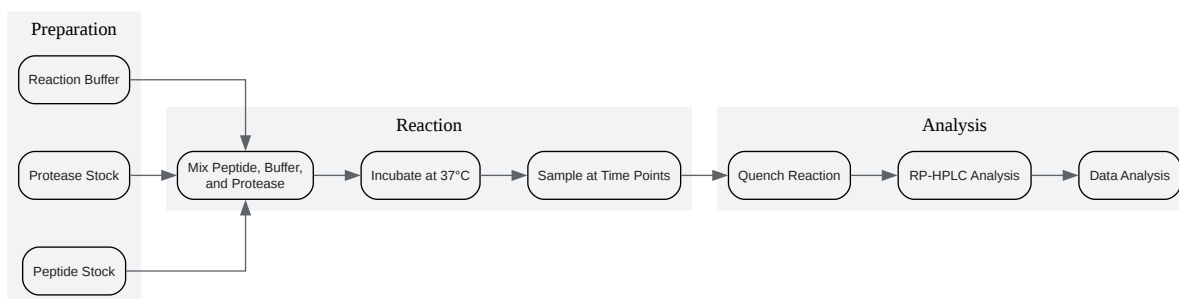 Preparation
Reaction Buffer
Protease Stock
Peptide Stock
Reaction
Mix Peptide, Buffer,
and Protease
Incubate at 37°C
Sample at Time Points
Analysis
Quench Reaction
RP-HPLC Analysis
Data Analysis